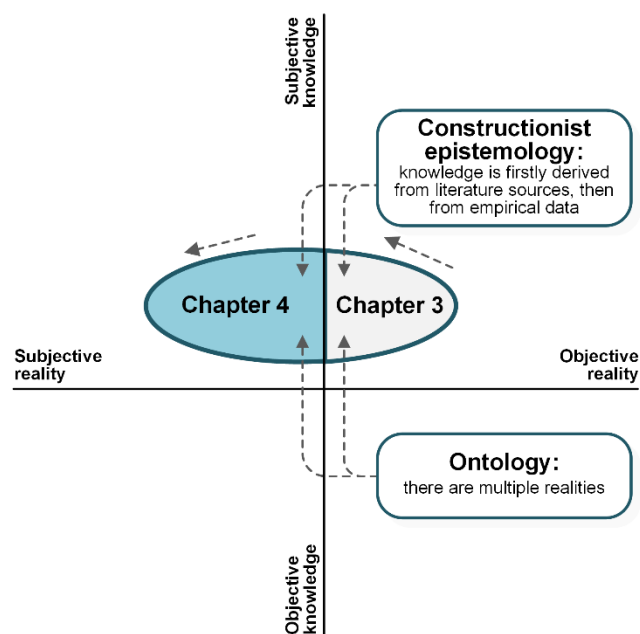 Subjective
knowledge
Constructionist
epistemology:
knowledge is firstly derived
from literature sources, then
from empirical data
Chapter 4
Chapter 3
Subjective
reality
Objective
reality
Ontology:
there are multiple realities
Objective
knowledge